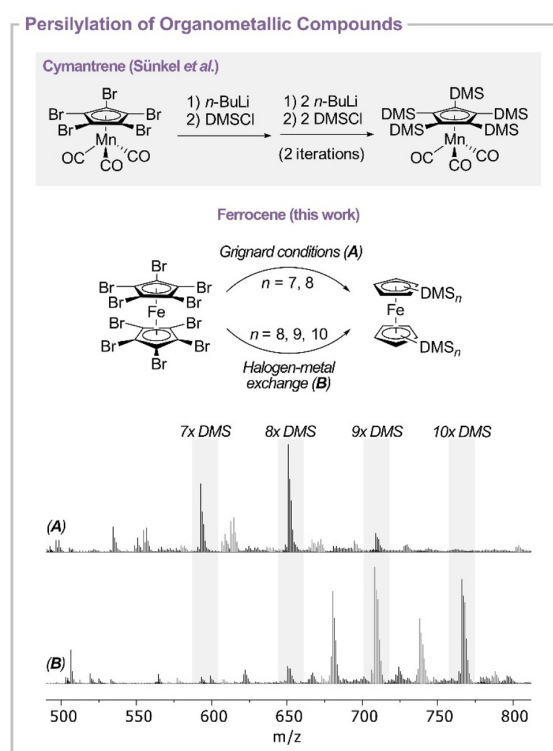 Persilylation of Organometallic Compounds
Cymantrene (Sünkel et al.)
Br
Br Br
Br Br
Mn
OC CO
CO
1) n-BuLi
2) DMSCl
1) 2 n-BuLi
2) 2 DMSCl
(2 iterations)
DMS
DMS DMS
DMS DMS
Mn
OC CO
CO
Ferrocene (this work)
Grignard conditions (A)
n = 7, 8
n = 8, 9, 10
Halogen-metal
exchange (B)
Br
Br Br
Br Br
Fe
Br Br
Br Br
Br
DMSn
Fe
DMSn
7x DMS 8x DMS 9x DMS 10x DMS
(A)
(B)
500 550 600 650 700 750 800
m/z